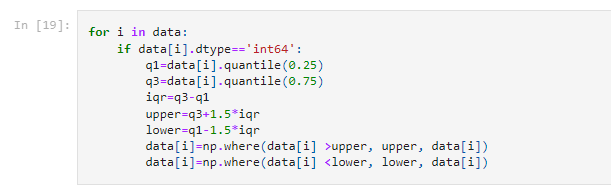 In [19]:
for i in data:
    if data[i].dtype=='int64':
        q1=data[i].quantile(0.25)
        q3=data[i].quantile(0.75)
        iqr=q3-q1
        upper=q3+1.5*iqr
        lower=q1-1.5*iqr
        data[i]=np.where(data[i] >upper, upper, data[i])
        data[i]=np.where(data[i] <lower, lower, data[i])